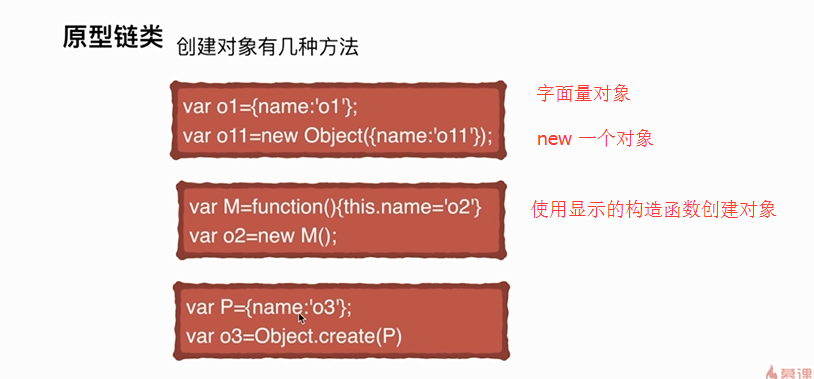 原型链类 创建对象有几种方法
var o1={name:'o1'};
字面量对象
var o11=new Object({name:'o11'});
new 一个对象
var M=function(){this.name='o2'}
使用显示的构造函数创建对象
var o2=new M();
var P={name:'o3'};
var o3=Object.create(P)
慕课